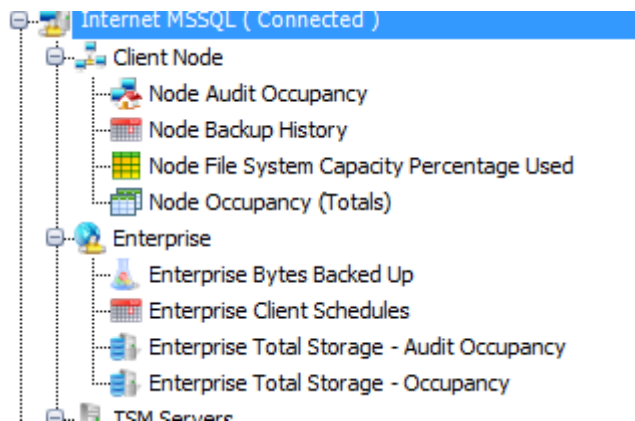 Internet MSSQL ( Connected )
Client Node
Node Audit Occupancy
Node Backup History
Node File System Capacity Percentage Used
Node Occupancy (Totals)
Enterprise
Enterprise Bytes Backed Up
Enterprise Client Schedules
Enterprise Total Storage - Audit Occupancy
Enterprise Total Storage - Occupancy
TSM Servers